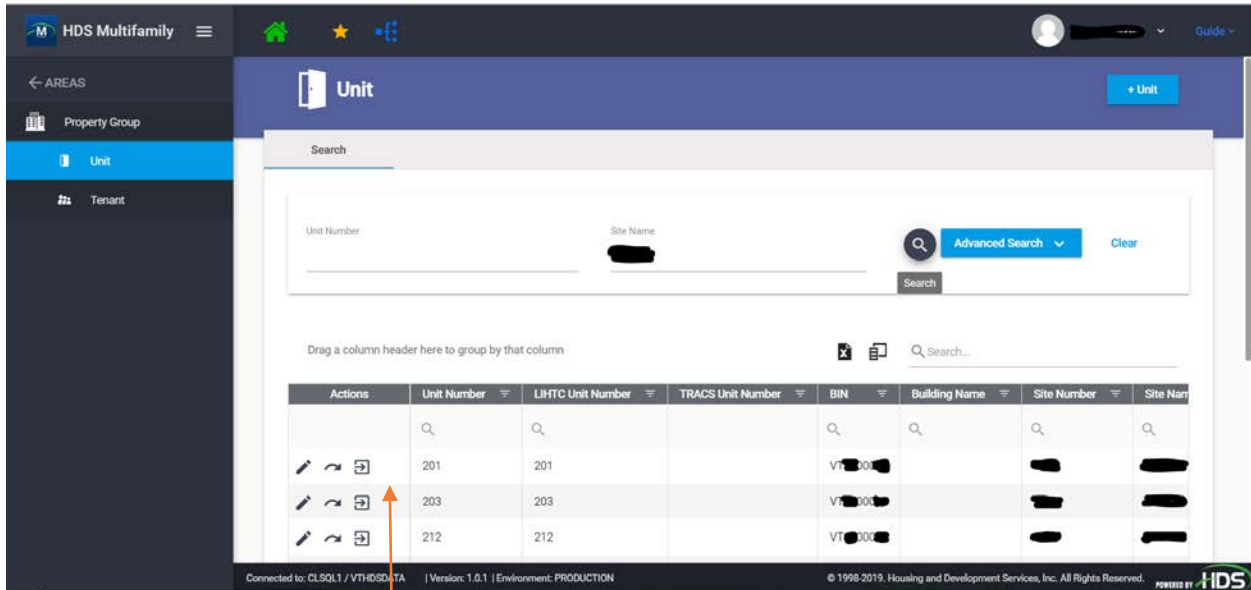 M HDS Multifamily
Guide
AREAS
Unit
+ Unit
Property Group
Search
Unit
Tenant
Unit Number
Site Name
Advanced Search
Clear
Search
Drag a column header here to group by that column
Search...
Actions
Unit Number
LIHTC Unit Number
TRACS Unit Number
BIN
Building Name
Site Number
Site Nam
201
201
203
203
212
212
Connected to: CLSQL1 / VTHDSDATA | Version: 1.0.1 | Environment: PRODUCTION
© 1998-2019. Housing and Development Services, Inc. All Rights Reserved.
POWERED BY HDS